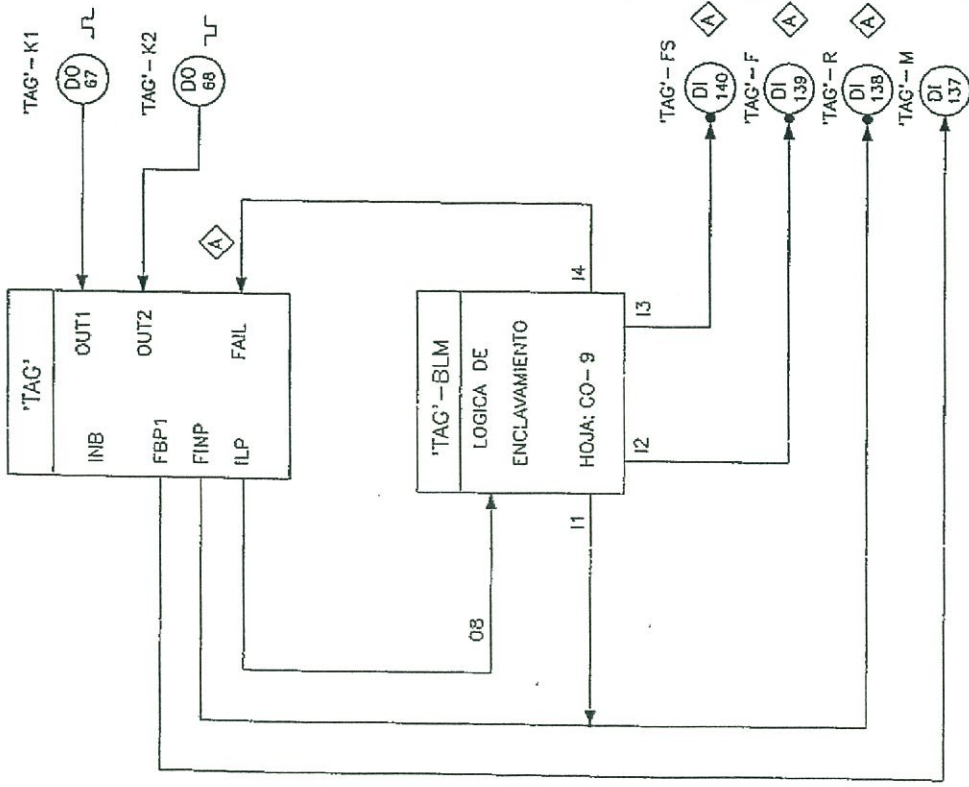 'TAG'-K1
DO
67
'TAG'-K2
DO
68
'TAG'
INB
OUT1
FBP1
OUT2
FINP
ILP
FAIL
A
'TAG'-BLM
LOGICA DE
ENCLAVAMIENTO
HOJA: CO-9
08
I1
I2
I3
I4
'TAG'-FS
DI
140
A
'TAG'-F
DI
139
A
'TAG'-R
DI
138
A
'TAG'-M
DI
137